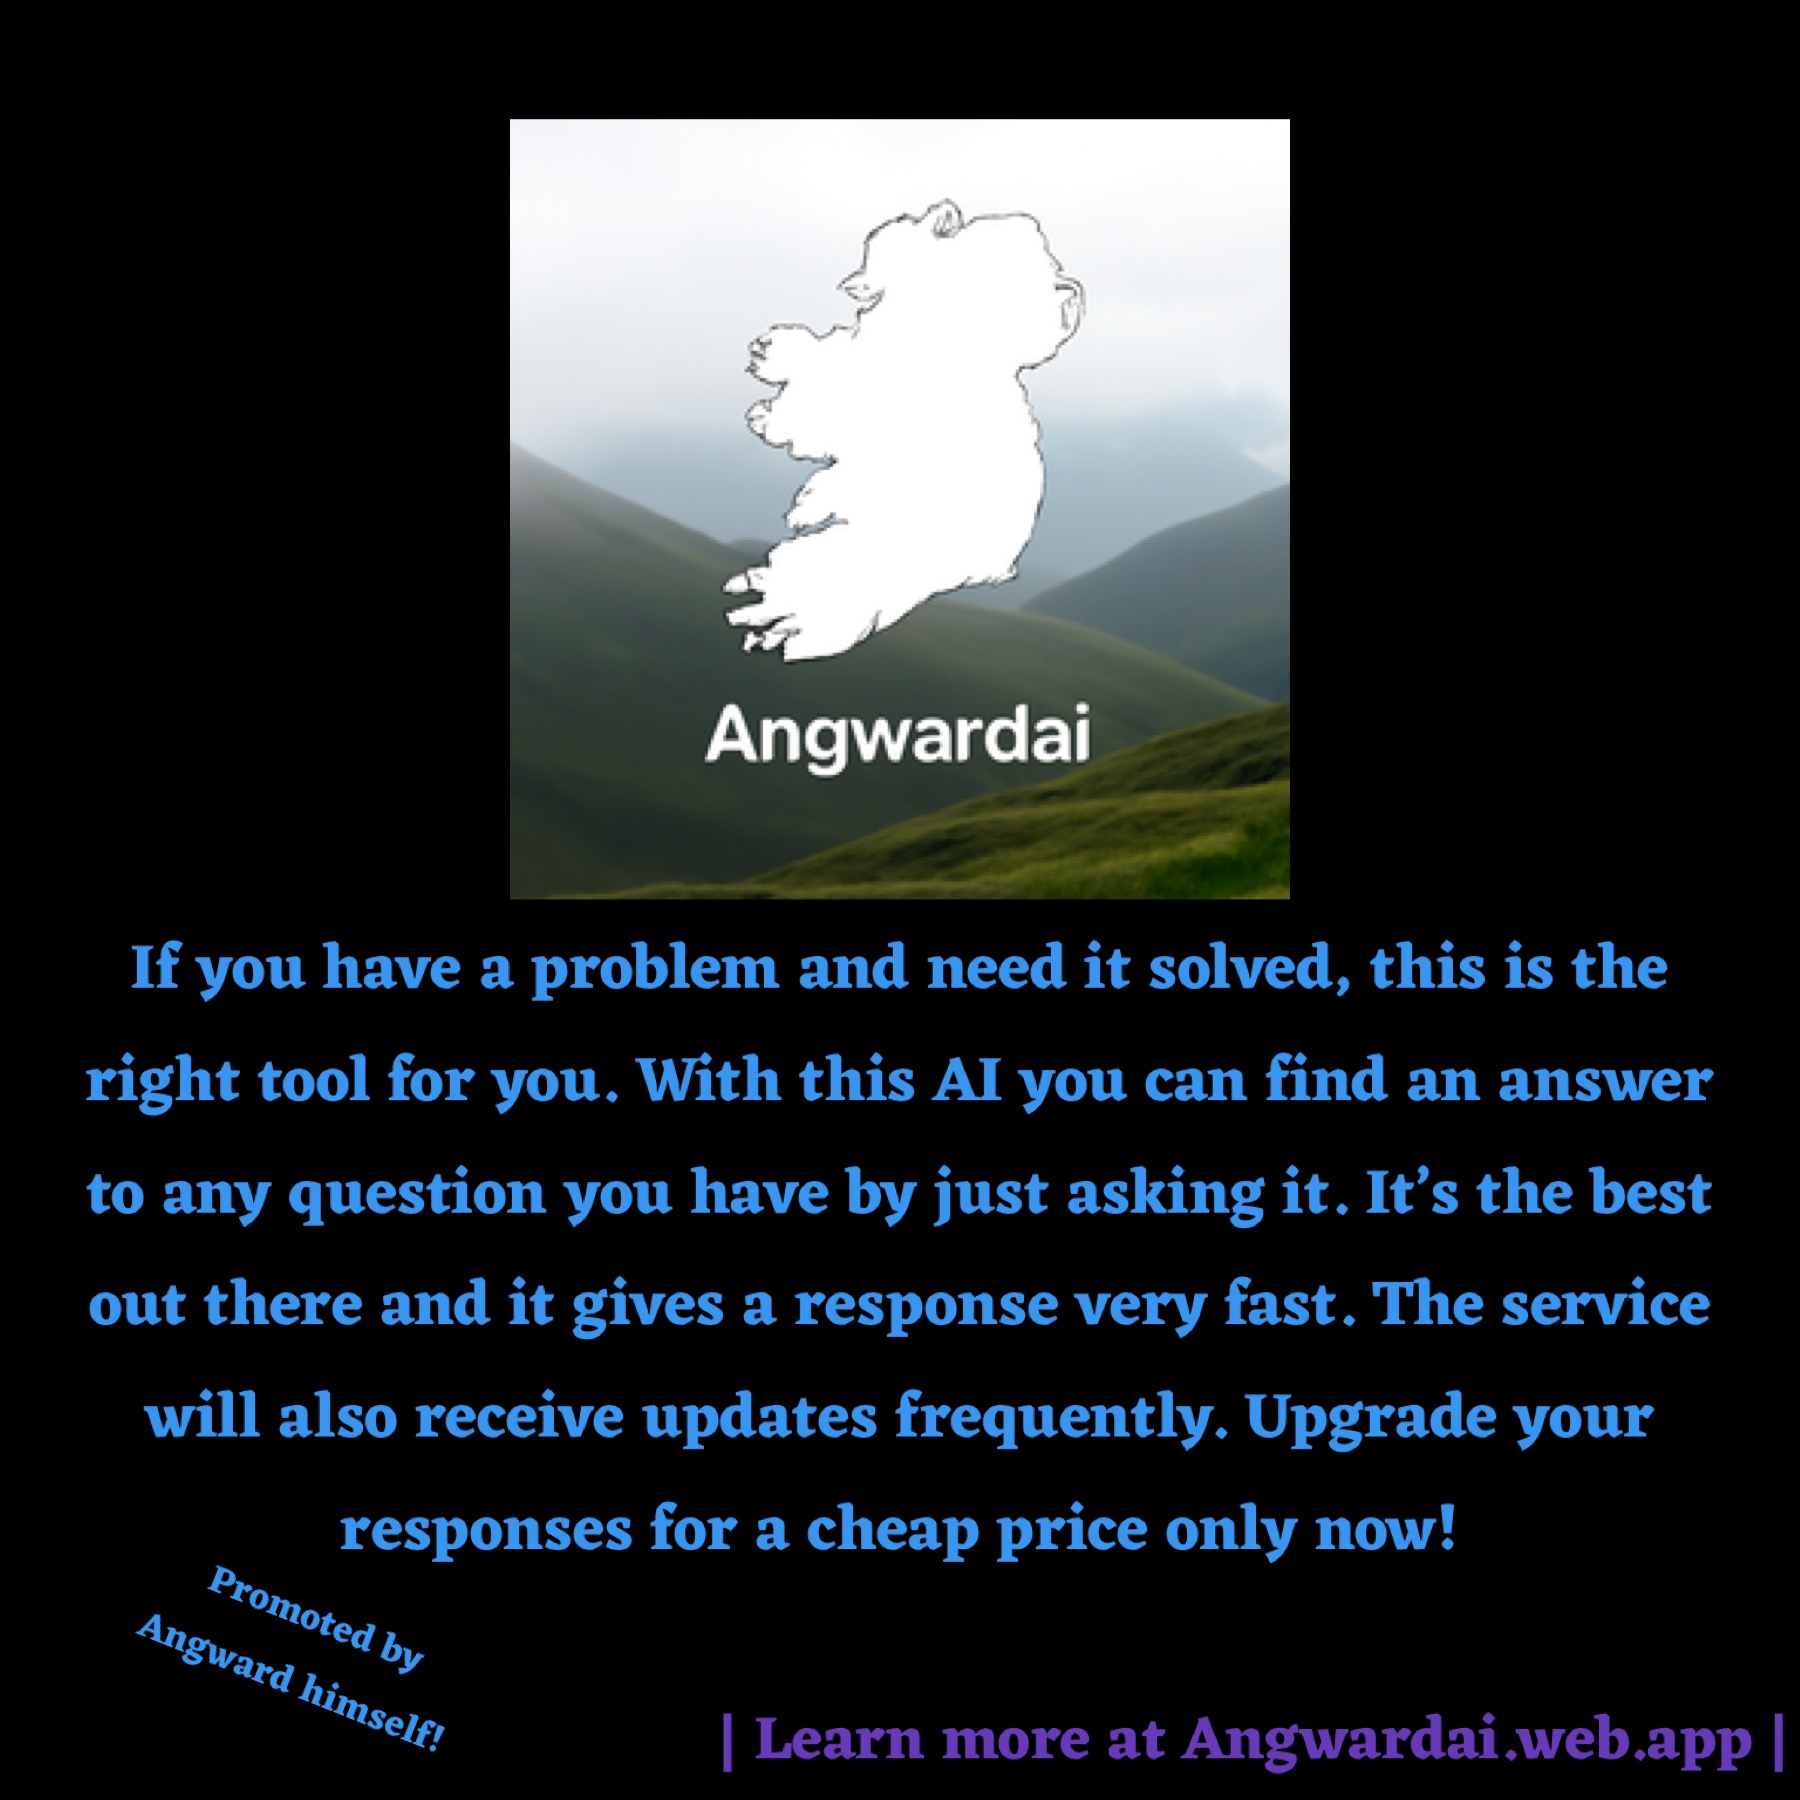 Angwardai
If you have a problem and need it solved, this is the
right tool for you. With this AI you can find an answer
to any question you have by just asking it. It’s the best
out there and it gives a response very fast. The service
will also receive updates frequently. Upgrade your
responses for a cheap price only now!
Promoted by
Angward himself!
| Learn more at Angwardai.web.app |